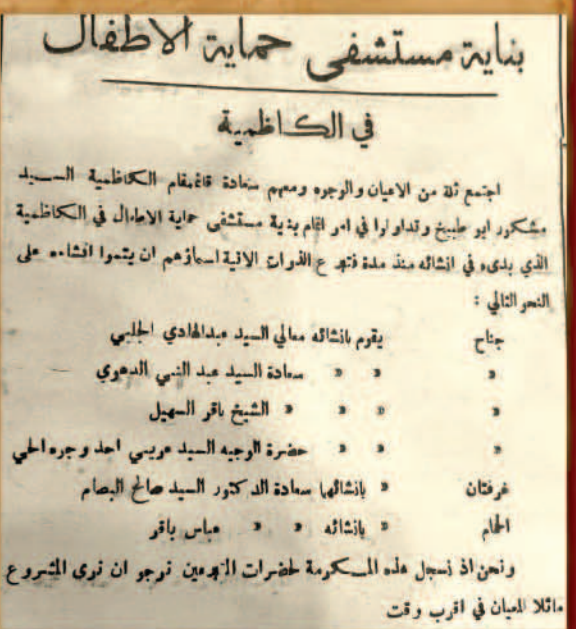 بناية مستشفى حماية الاطفال
في الكاظمية
اجتمع ثلة من الاعيان والوجوه ومعهم سعادة قائممقام الكاظمية السيد
مشكور ابو طبيخ وتداولوا في امر اتمام بناية مستشفى حماية الاطفال في الكاظمية
الذي بدىء في انشائه منذ مدة فتبرع الذوات الاتية اسماؤهم ان يتموا انشاءه على
النحو التالي :
جناح يقوم بانشائه معالي السيد عبدالهادي الجلبي
» » » سعادة السيد عبد النبي الدهوي
» » » » الشيخ باقر السهيل
» » » حضرة الوجيه السيد مويسى احد وجوه الحي
غرفتان » بانشائهما سعادة الدكتور السيد صالح البصام
الحمام » بانشائه » » عباس باقر
ونحن اذ نسجل هذه المكرمة لحضرات المتبرعين نرجو ان نرى المشروع
ماثلا للعيان في اقرب وقت